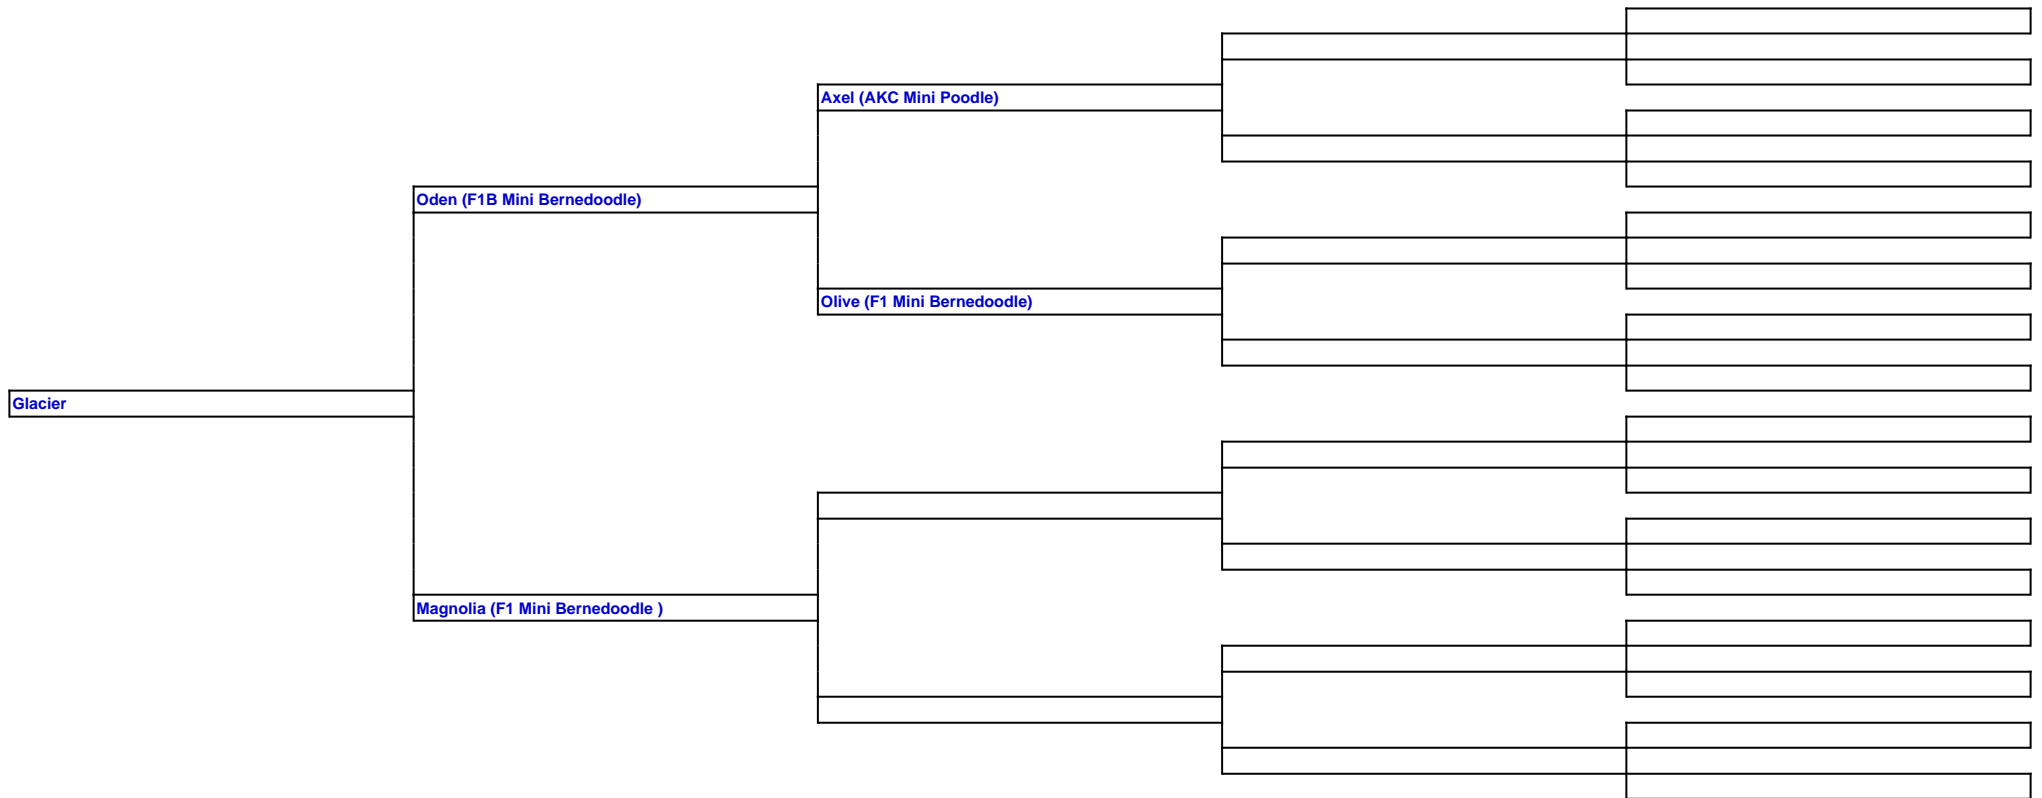 Axel (AKC Mini Poodle)
Oden (F1B Mini Bernedoodle)
Olive (F1 Mini Bernedoodle)
Glacier
Magnolia (F1 Mini Bernedoodle )